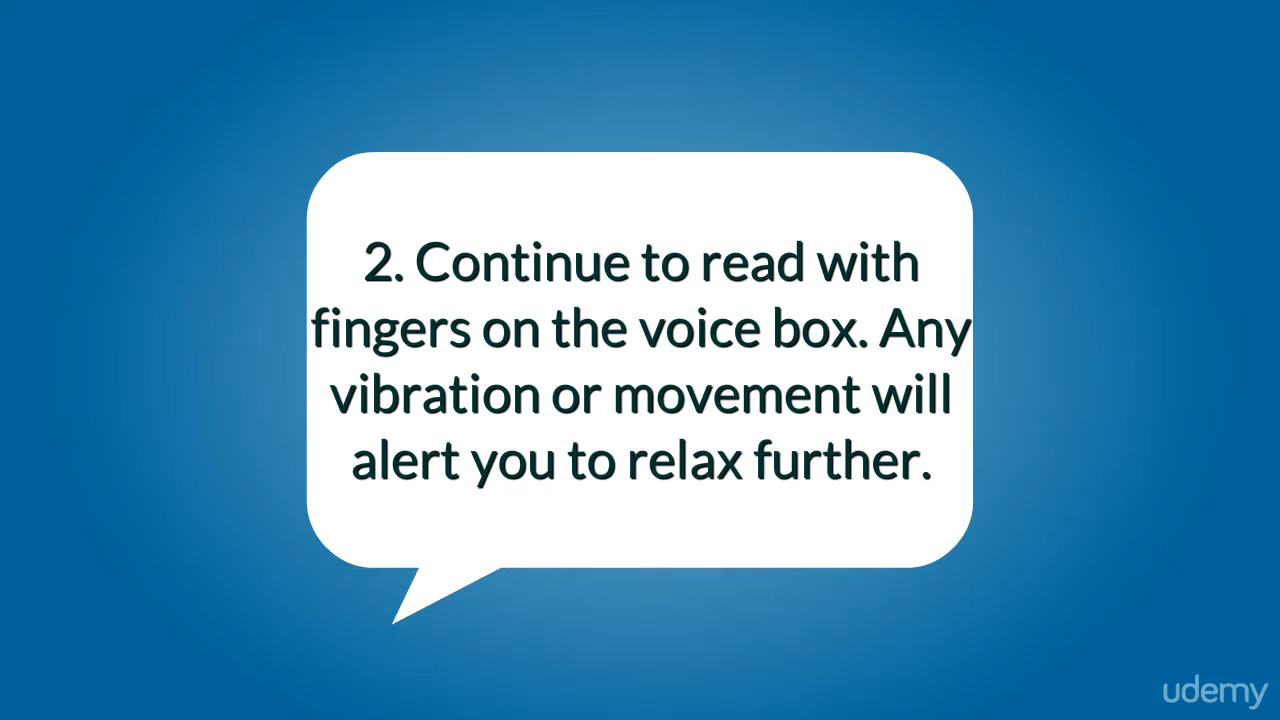 2. Continue to read with
fingers on the voice box. Any
vibration or movement will
alert you to relax further.
udemy